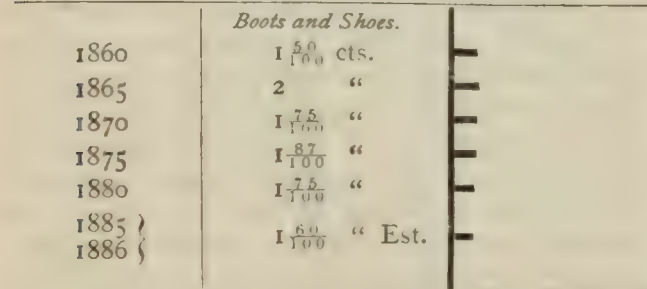 Boots and Shoes.
1860 1 50/100 cts.
1865 2 “
1870 1 75/100 “
1875 1 87/100 “
1880 1 75/100 “
1885 }
1 60/100 “ Est.
1886 }